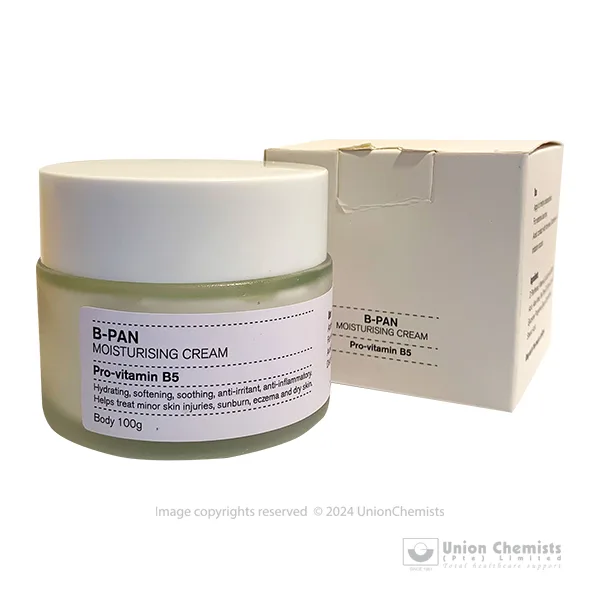 B-PAN
MOISTURISING CREAM
Pro-vitamin B5
Hydrating, softening, soothing, anti-irritant, anti-inflammatory.
Helps treat minor skin injuries, sunburn, eczema and dry skin.
Body 100g
B-PAN
MOISTURISING CREAM
Pro-vitamin B5
Image copyrights reserved © 2024 UnionChemists
Union Chemists
(Pte) Limited
Total healthcare support